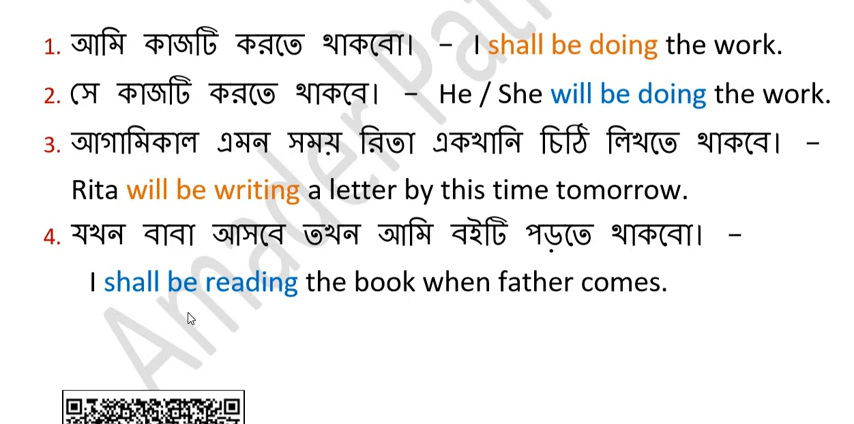 1. আমি কাজটি করতে থাকবো। – I shall be doing the work.
2. সে কাজটি করতে থাকবে। – He / She will be doing the work.
3. আগামিকাল এমন সময় রিতা একখানি চিঠি লিখতে থাকবে। –
Rita will be writing a letter by this time tomorrow.
4. যখন বাবা আসবে তখন আমি বইটি পড়তে থাকবো। –
I shall be reading the book when father comes.